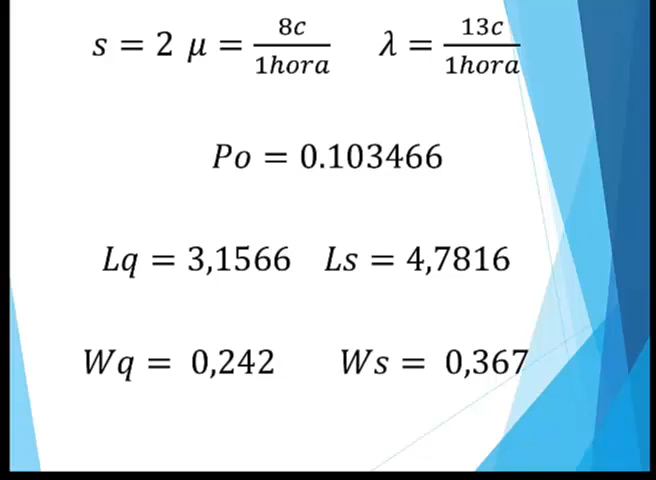 s = 2 μ = 8c/1hora λ = 13c/1hora
Po = 0.103466
Lq = 3,1566 Ls = 4,7816
Wq = 0,242 Ws = 0,367